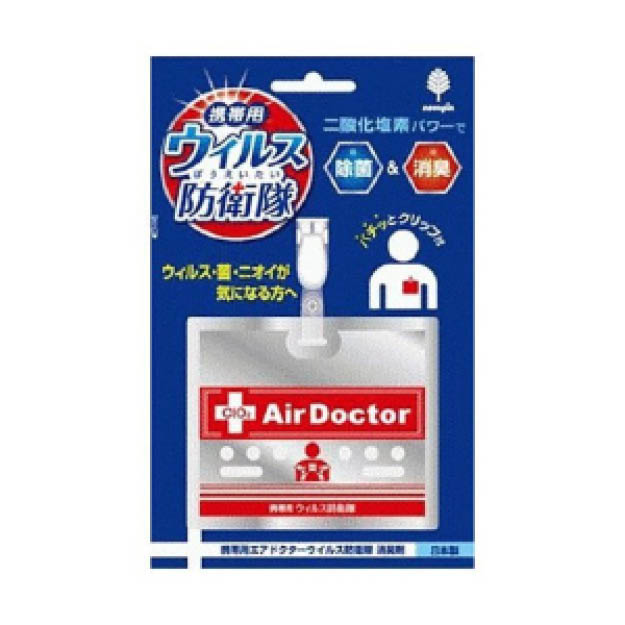 携帯用
ウィルス
ぼうえいたい
防衛隊
二酸化塩素パワーで
除菌
&
消臭
パチッとクリップ!!
ウィルス・菌・ニオイが
気になる方へ
ClO₂
AirDoctor
携帯用 ウィルス防衛隊
携帯用エアドクターウイルス防衛隊 消臭剤
日本製